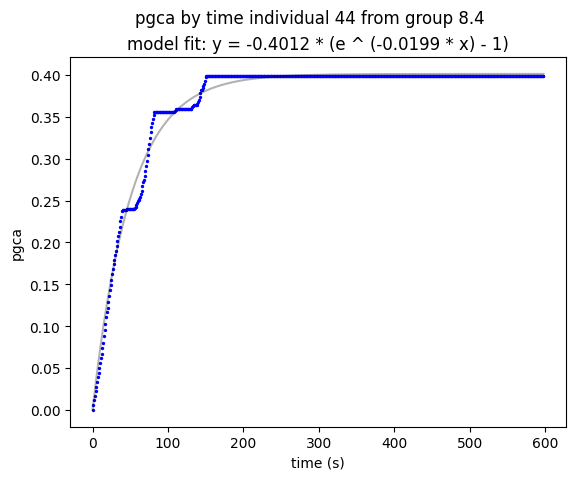 pgca by time individual 44 from group 8.4
model fit: y = -0.4012 * (e ^ (-0.0199 * x) - 1)
0.40
0.35
0.30
0.25
0.20
0.15
0.10
0.05
0.00
pgca
0 100 200 300 400 500 600
time (s)